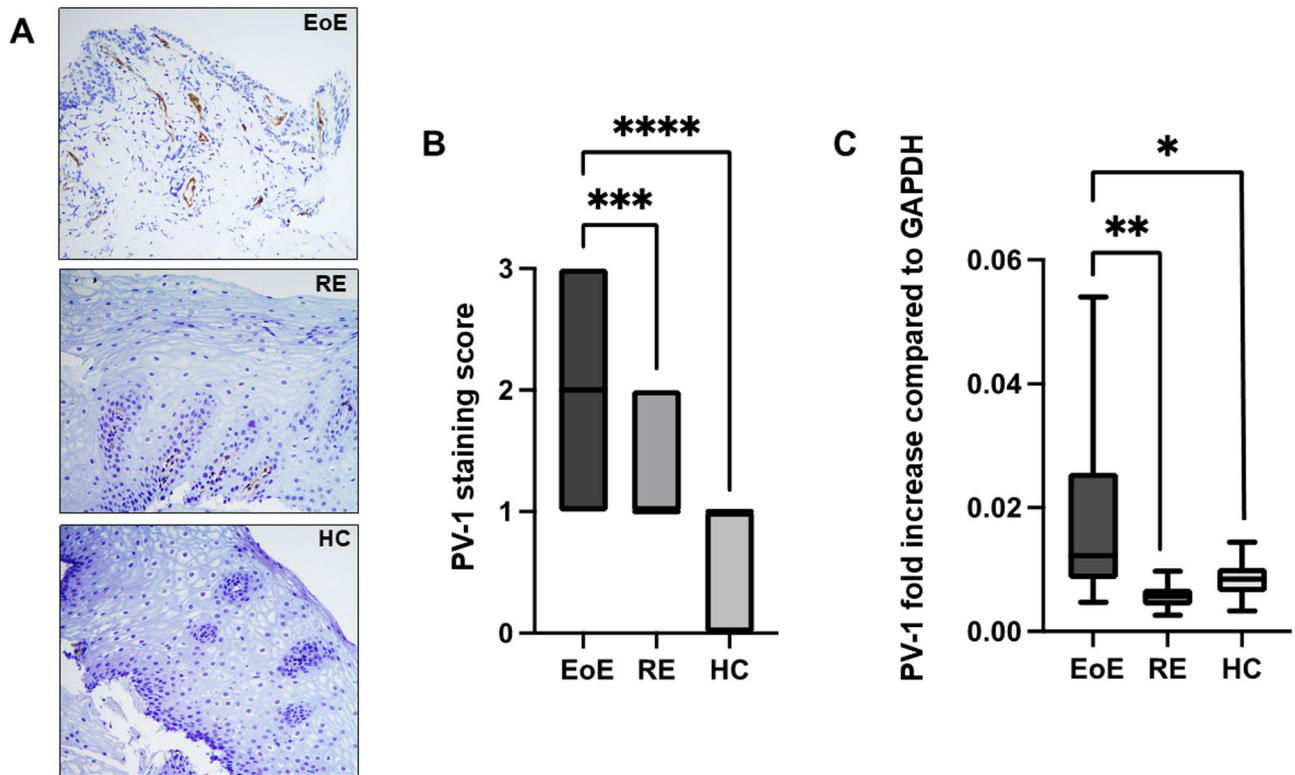 A
EoE
RE
HC
B
****
***
PV-1 staining score
3
2
1
0
EoE RE HC
C
*
**
PV-1 fold increase compared to GAPDH
0.06
0.04
0.02
0.00
EoE RE HC